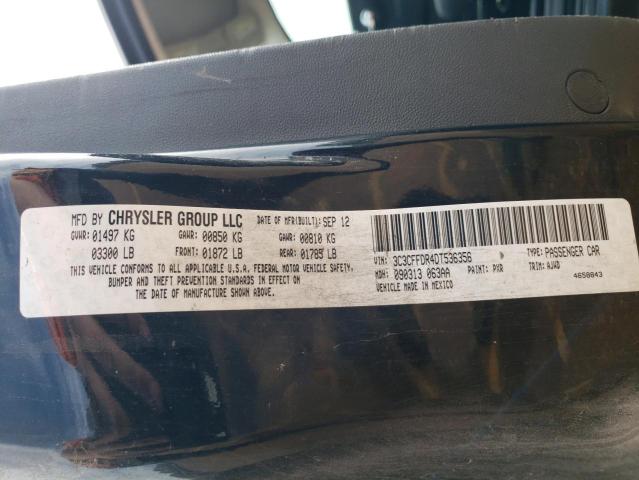 MFD BY CHRYSLER GROUP LLC DATE OF MFR(BUILT): SEP 12
GVWR: 01497 KG GAWR: 00850 KG GAWR: 00810 KG
03300 LB FRONT: 01872 LB REAR: 01785 LB
THIS VEHICLE CONFORMS TO ALL APPLICABLE U.S.A. FEDERAL MOTOR VEHICLE SAFETY,
BUMPER AND THEFT PREVENTION STANDARDS IN EFFECT ON
THE DATE OF MANUFACTURE SHOWN ABOVE.
VIN: 3C3CFFDR4DT536356 TYPE: PASSENGER CAR
MDH: 090313 063AA PAINT: PXR TRIM: AJWD
VEHICLE MADE IN MEXICO 4658843